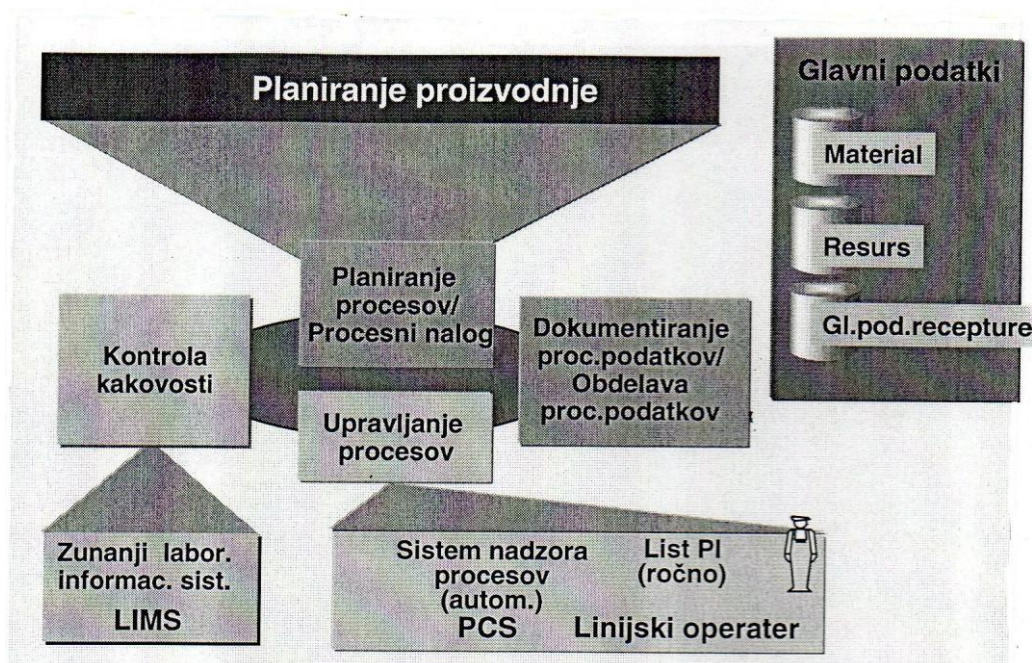 Planiranje proizvodnje
Glavni podatki
Material
Resurs
Gl.pod.recepture
Planiranje
procesov/
Procesni nalog
Kontrola
kakovosti
Dokumentiranje
proc.podatkov/
Obdelava
proc.podatkov
Upravljanje
procesov
Zunanji labor.
informac. sist.
LIMS
Sistem nadzora
procesov
(autom.)
PCS
List PI
(ročno)
Linijski operater